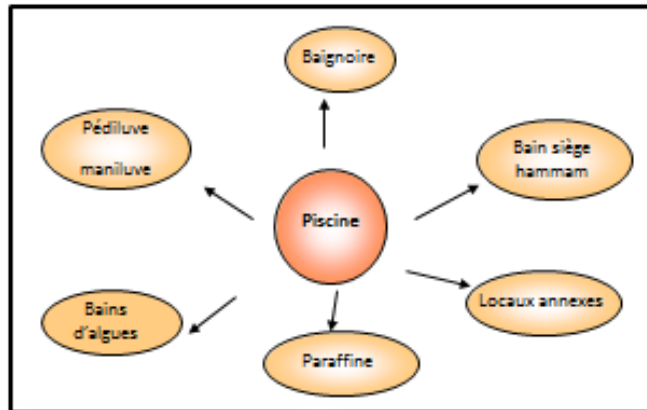 Baignoire
Pédiluve
maniluve
Bain siège
hammam
Piscine
Locaux annexes
Bains
d'algues
Paraffine